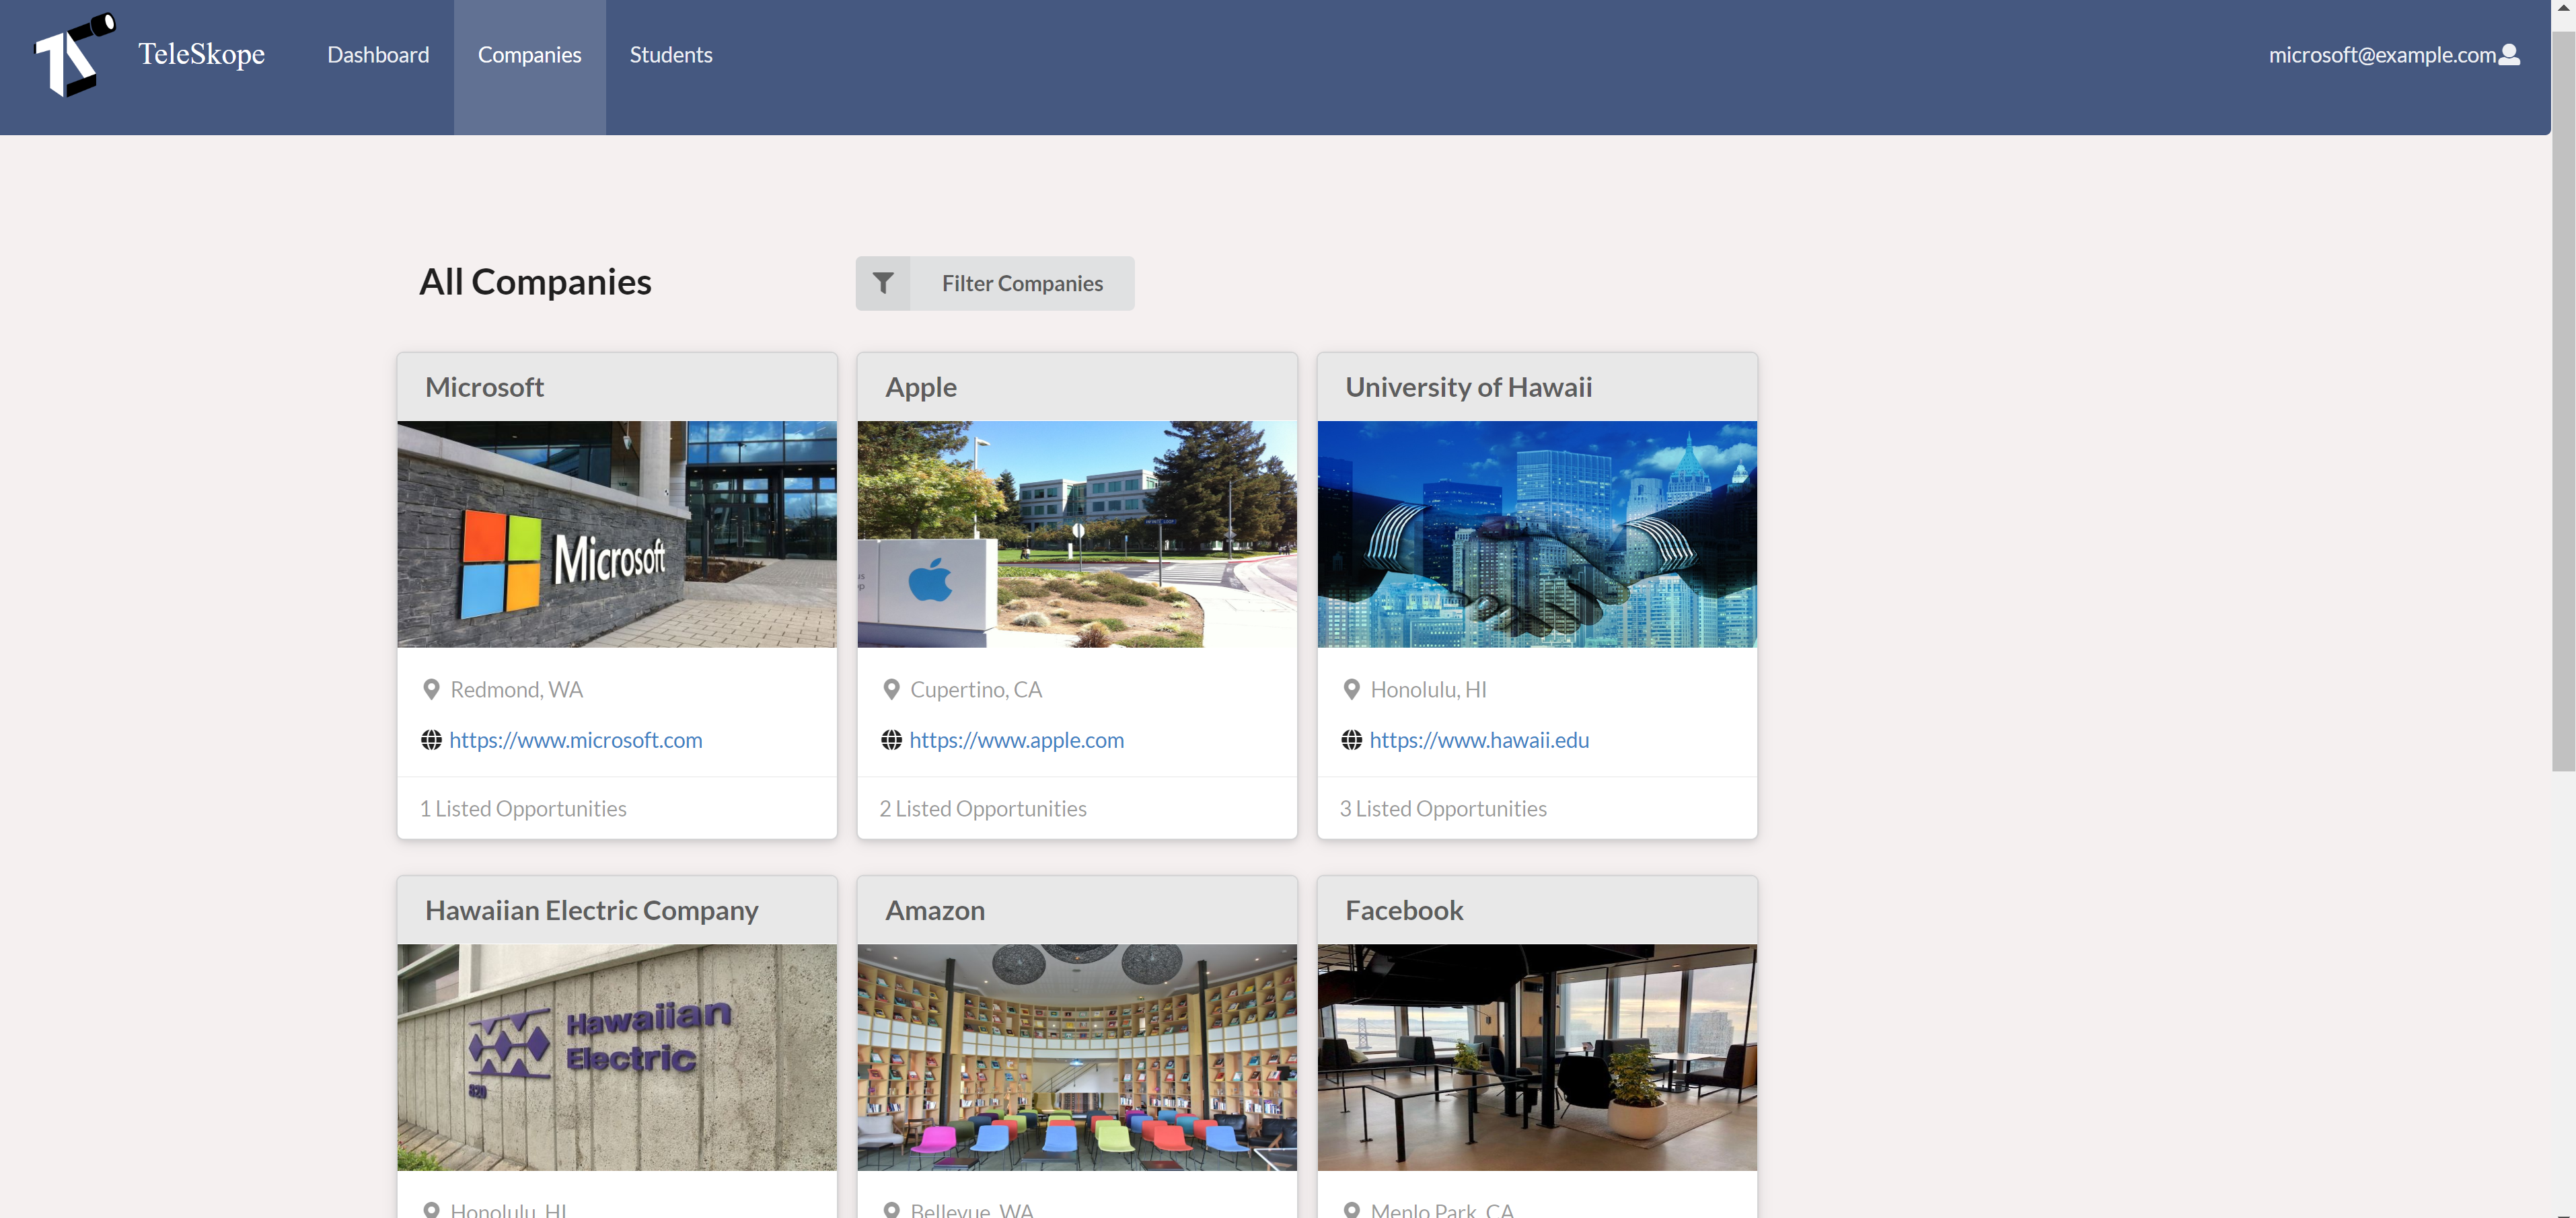 TeleSkope
Dashboard
Companies
Students
microsoft@example.com
All Companies
Filter Companies
Microsoft
Apple
University of Hawaii
Microsoft
Redmond, WA
Cupertino, CA
Honolulu, HI
https://www.microsoft.com
https://www.apple.com
https://www.hawaii.edu
1 Listed Opportunities
2 Listed Opportunities
3 Listed Opportunities
Hawaiian Electric Company
Amazon
Facebook
Hawaiian
Electric
820
Honolulu, HI
Bellevue, WA
Menlo Park, CA